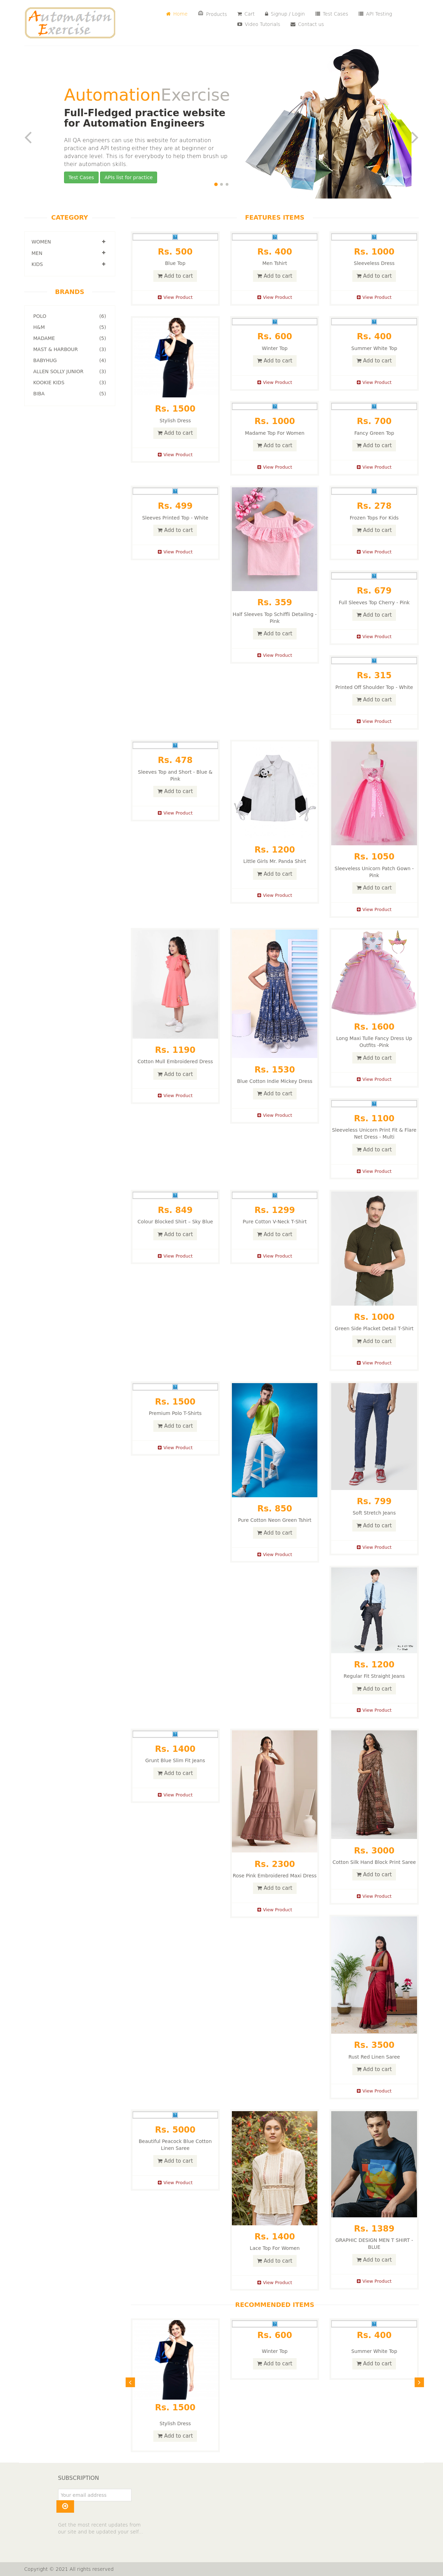 Automation
Exercise
Home
Products
Cart
Signup / Login
Test Cases
API Testing
Video Tutorials
Contact us
AutomationExercise
Full-Fledged practice website
for Automation Engineers
All QA engineers can use this website for automation
practice and API testing either they are at beginner or
advance level. This is for everybody to help them brush up
their automation skills.
Test Cases
APIs list for practice
CATEGORY
WOMEN
MEN
KIDS
BRANDS
POLO (6)
H&M (5)
MADAME (5)
MAST & HARBOUR (3)
BABYHUG (4)
ALLEN SOLLY JUNIOR (3)
KOOKIE KIDS (3)
BIBA (5)
FEATURES ITEMS
Rs. 500
Blue Top
Add to cart
View Product
Rs. 400
Men Tshirt
Add to cart
View Product
Rs. 1000
Sleeveless Dress
Add to cart
View Product
Rs. 1500
Stylish Dress
Add to cart
View Product
Rs. 600
Winter Top
Add to cart
View Product
Rs. 400
Summer White Top
Add to cart
View Product
Rs. 1000
Madame Top For Women
Add to cart
View Product
Rs. 700
Fancy Green Top
Add to cart
View Product
Rs. 499
Sleeves Printed Top - White
Add to cart
View Product
Rs. 359
Half Sleeves Top Schiffli Detailing -
Pink
Add to cart
View Product
Rs. 278
Frozen Tops For Kids
Add to cart
View Product
Rs. 679
Full Sleeves Top Cherry - Pink
Add to cart
View Product
Rs. 315
Printed Off Shoulder Top - White
Add to cart
View Product
Rs. 478
Sleeves Top and Short - Blue &
Pink
Add to cart
View Product
Rs. 1200
Little Girls Mr. Panda Shirt
Add to cart
View Product
Rs. 1050
Sleeveless Unicorn Patch Gown -
Pink
Add to cart
View Product
Rs. 1190
Cotton Mull Embroidered Dress
Add to cart
View Product
Rs. 1530
Blue Cotton Indie Mickey Dress
Add to cart
View Product
Rs. 1600
Long Maxi Tulle Fancy Dress Up
Outfits -Pink
Add to cart
View Product
Rs. 1100
Sleeveless Unicorn Print Fit & Flare
Net Dress - Multi
Add to cart
View Product
Rs. 849
Colour Blocked Shirt – Sky Blue
Add to cart
View Product
Rs. 1299
Pure Cotton V-Neck T-Shirt
Add to cart
View Product
Rs. 1000
Green Side Placket Detail T-Shirt
Add to cart
View Product
Rs. 1500
Premium Polo T-Shirts
Add to cart
View Product
Rs. 850
Pure Cotton Neon Green Tshirt
Add to cart
View Product
Rs. 799
Soft Stretch Jeans
Add to cart
View Product
Rs. 1200
Regular Fit Straight Jeans
Add to cart
View Product
Rs. 1400
Grunt Blue Slim Fit Jeans
Add to cart
View Product
Rs. 2300
Rose Pink Embroidered Maxi Dress
Add to cart
View Product
Rs. 3000
Cotton Silk Hand Block Print Saree
Add to cart
View Product
Rs. 3500
Rust Red Linen Saree
Add to cart
View Product
Rs. 5000
Beautiful Peacock Blue Cotton
Linen Saree
Add to cart
View Product
Rs. 1400
Lace Top For Women
Add to cart
View Product
Rs. 1389
GRAPHIC DESIGN MEN T SHIRT -
BLUE
Add to cart
View Product
RECOMMENDED ITEMS
Rs. 1500
Stylish Dress
Add to cart
Rs. 600
Winter Top
Add to cart
Rs. 400
Summer White Top
Add to cart
SUBSCRIPTION
Your email address
Get the most recent updates from
our site and be updated your self...
Copyright © 2021 All rights reserved